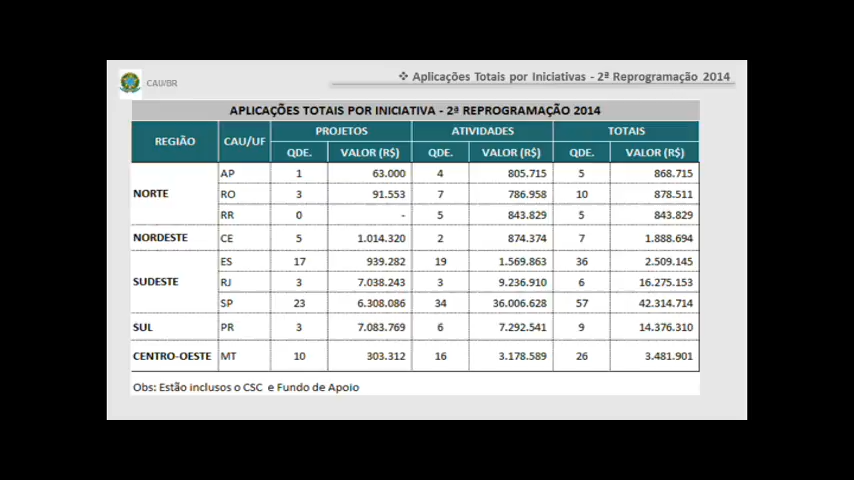 CAU/BR
❖ Aplicações Totais por Iniciativas - 2ª Reprogramação 2014
APLICAÇÕES TOTAIS POR INICIATIVA - 2ª REPROGRAMAÇÃO 2014
REGIÃO CAU/UF PROJETOS ATIVIDADES TOTAIS
QDE. VALOR (R$) QDE. VALOR (R$) QDE. VALOR (R$)
NORTE AP 1 63.000 4 805.715 5 868.715
RO 3 91.553 7 786.958 10 878.511
RR 0 - 5 843.829 5 843.829
NORDESTE CE 5 1.014.320 2 874.374 7 1.888.694
SUDESTE ES 17 939.282 19 1.569.863 36 2.509.145
RJ 3 7.038.243 3 9.236.910 6 16.275.153
SP 23 6.308.086 34 36.006.628 57 42.314.714
SUL PR 3 7.083.769 6 7.292.541 9 14.376.310
CENTRO-OESTE MT 10 303.312 16 3.178.589 26 3.481.901
Obs: Estão inclusos o CSC e Fundo de Apoio